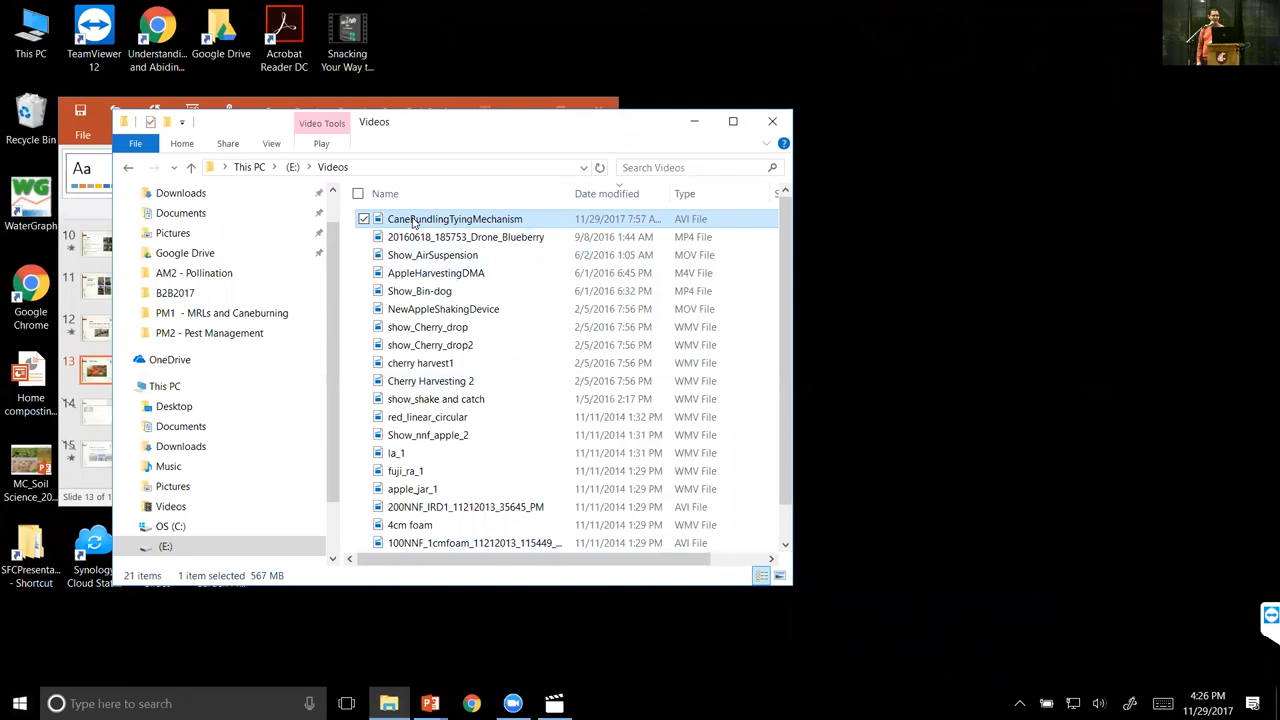 This PC
TeamViewer 12
Understandi... and Abidin...
Google Drive
Acrobat Reader DC
Snacking Your Way t...
Recycle Bin
WaterGraph
Google Chrome
Home composting...
MC_Soil Science_20...
SFCPresenta... - Shortcut
Synology Cloud Stat...
File
Aa
10
11
12
13
14
15
Slide 13 of 1
Video Tools
Videos
File
Home
Share
View
Play
This PC
(E:)
Videos
Search Videos
Name
Date modified
Type
Downloads
Documents
Pictures
Google Drive
AM2 - Pollination
B2B2017
PM1 - MRLs and Caneburning
PM2 - Pest Management
OneDrive
This PC
Desktop
Documents
Downloads
Music
Pictures
Videos
OS (C:)
(E:)
CaneBundlingTyingMechanism 11/29/2017 7:57 A... AVI File
20160618_185753_Drone_Blueberry 9/8/2016 1:44 AM MP4 File
Show_AirSuspension 6/2/2016 1:05 AM MOV File
AppleHarvestingDMA 6/1/2016 6:45 PM M4V File
Show_Bin-dog 6/1/2016 6:32 PM MP4 File
NewAppleShakingDevice 2/5/2016 7:56 PM MOV File
show_Cherry_drop 2/5/2016 7:56 PM WMV File
show_Cherry_drop2 2/5/2016 7:56 PM WMV File
cherry harvest1 2/5/2016 7:56 PM WMV File
Cherry Harvesting 2 2/5/2016 7:56 PM WMV File
show_shake and catch 1/5/2016 2:17 PM WMV File
red_linear_circular 11/11/2014 1:32 PM WMV File
Show_nnf_apple_2 11/11/2014 1:31 PM WMV File
la_1 11/11/2014 1:31 PM WMV File
fuji_ra_1 11/11/2014 1:29 PM WMV File
apple_jar_1 11/11/2014 1:29 PM WMV File
200NNF_IRD1_11212013_35645_PM 11/11/2014 1:29 PM AVI File
4cm foam 11/11/2014 1:29 PM WMV File
100NNF_1cmfoam_11212013_115449_... 11/11/2014 1:29 PM AVI File
21 items 1 item selected 567 MB
Type here to search
4:26 PM
11/29/2017